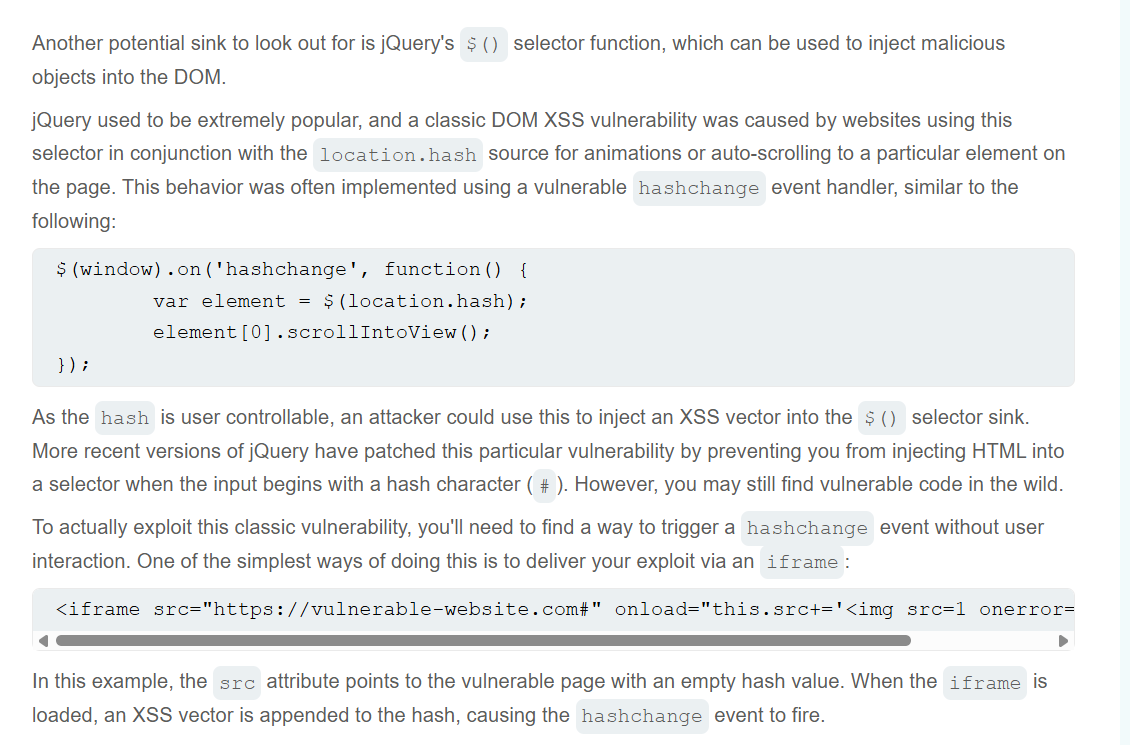 Another potential sink to look out for is jQuery's $() selector function, which can be used to inject malicious
objects into the DOM.
jQuery used to be extremely popular, and a classic DOM XSS vulnerability was caused by websites using this
selector in conjunction with the location.hash source for animations or auto-scrolling to a particular element on
the page. This behavior was often implemented using a vulnerable hashchange event handler, similar to the
following:
$(window).on('hashchange', function() {
        var element = $(location.hash);
        element[0].scrollIntoView();
});
As the hash is user controllable, an attacker could use this to inject an XSS vector into the $() selector sink.
More recent versions of jQuery have patched this particular vulnerability by preventing you from injecting HTML into
a selector when the input begins with a hash character (#). However, you may still find vulnerable code in the wild.
To actually exploit this classic vulnerability, you'll need to find a way to trigger a hashchange event without user
interaction. One of the simplest ways of doing this is to deliver your exploit via an iframe:
<iframe src="https://vulnerable-website.com#" onload="this.src+='<img src=1 onerror=
In this example, the src attribute points to the vulnerable page with an empty hash value. When the iframe is
loaded, an XSS vector is appended to the hash, causing the hashchange event to fire.